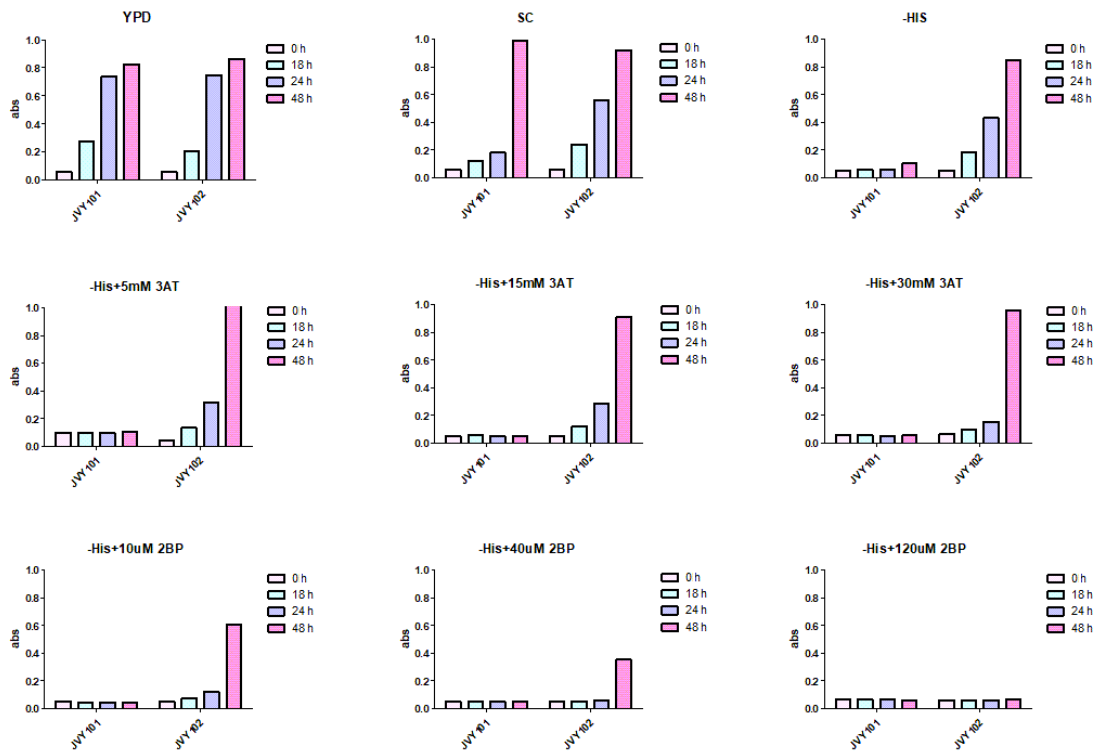 YPD
1.0
0.8
0.6
0.4
0.2
0.0
abs
JVY101
JVY102
0 h
18 h
24 h
48 h
SC
1.0
0.8
0.6
0.4
0.2
0.0
abs
JVY101
JVY102
0 h
18 h
24 h
48 h
-HIS
1.0
0.8
0.6
0.4
0.2
0.0
abs
JVY101
JVY102
0 h
18 h
24 h
48 h
-His+5mM 3AT
1.0
0.8
0.6
0.4
0.2
0.0
abs
JVY101
JVY102
0 h
18 h
24 h
48 h
-His+15mM 3AT
1.0
0.8
0.6
0.4
0.2
0.0
abs
JVY101
JVY102
0 h
18 h
24 h
48 h
-His+30mM 3AT
1.0
0.8
0.6
0.4
0.2
0.0
abs
JVY101
JVY102
0 h
18 h
24 h
48 h
-His+10uM 2BP
1.0
0.8
0.6
0.4
0.2
0.0
abs
JVY101
JVY102
0 h
18 h
24 h
48 h
-His+40uM 2BP
1.0
0.8
0.6
0.4
0.2
0.0
abs
JVY101
JVY102
0 h
18 h
24 h
48 h
-His+120uM 2BP
1.0
0.8
0.6
0.4
0.2
0.0
abs
JVY101
JVY102
0 h
18 h
24 h
48 h